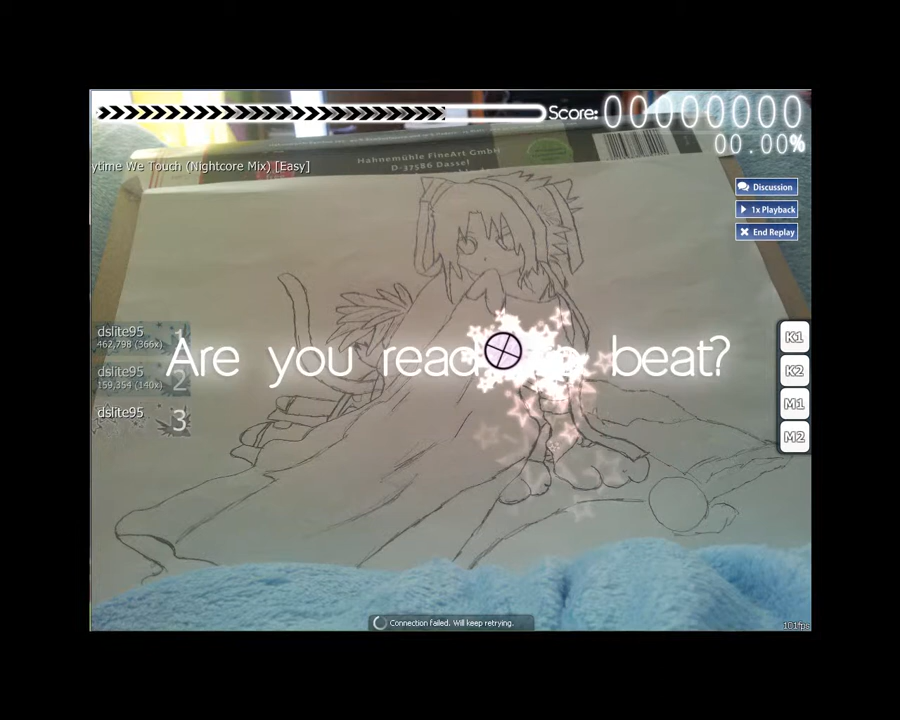 Score: 00000000
00.00%
Hahnemühle FineArt GmbH
D-37586 Dassel
ytime We Touch (Nightcore Mix) [Easy]
Discussion
1x Playback
End Replay
dslite95
462,798 (366x)
1
Are you read beat?
dslite95
159,354 (140x)
2
dslite95
3
K1
K2
M1
M2
Connection failed. Will keep retrying.
101fps